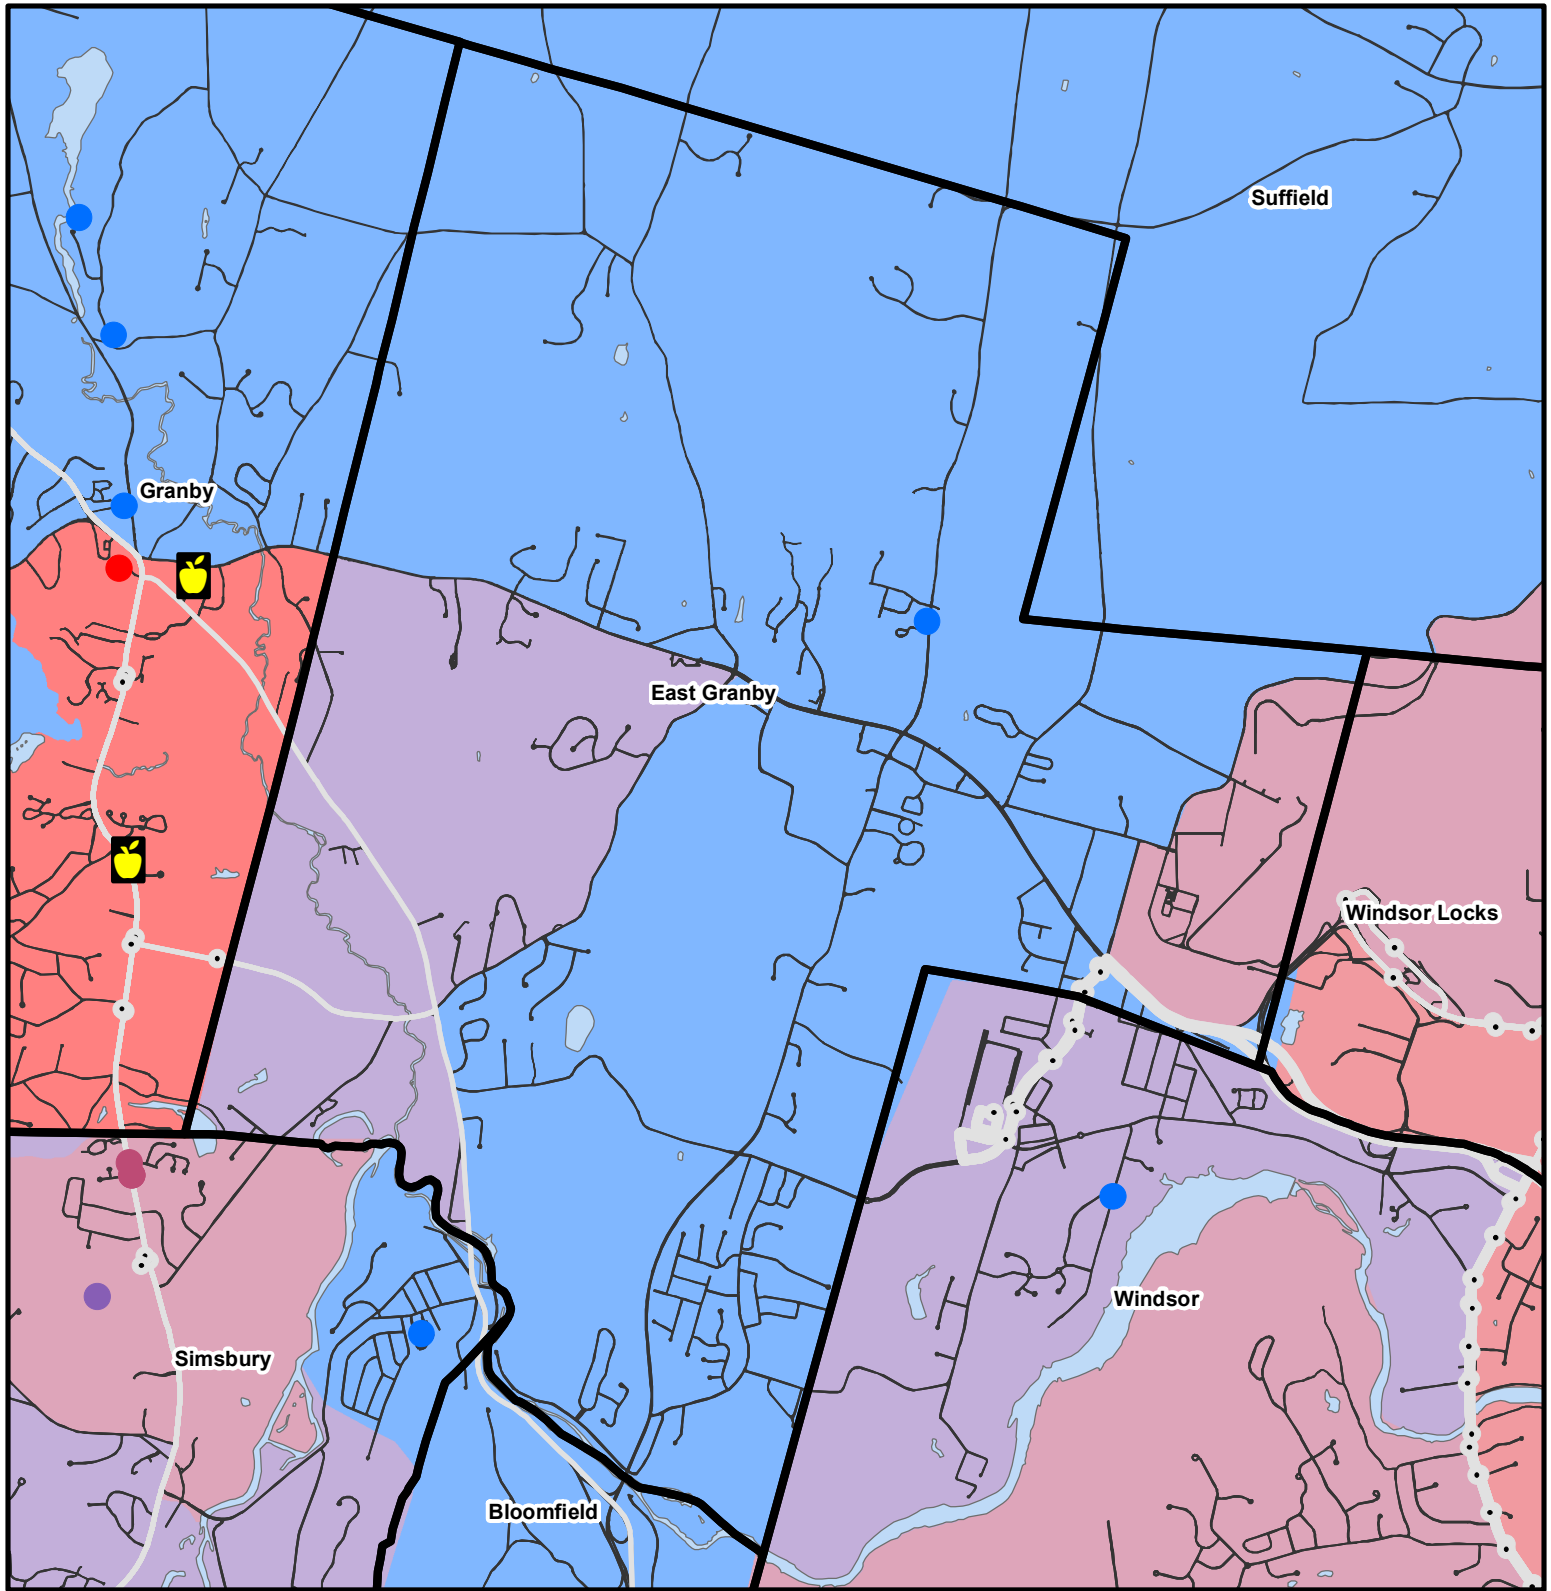 Suffield
Granby
East Granby
Windsor Locks
Windsor
Simsbury
Bloomfield